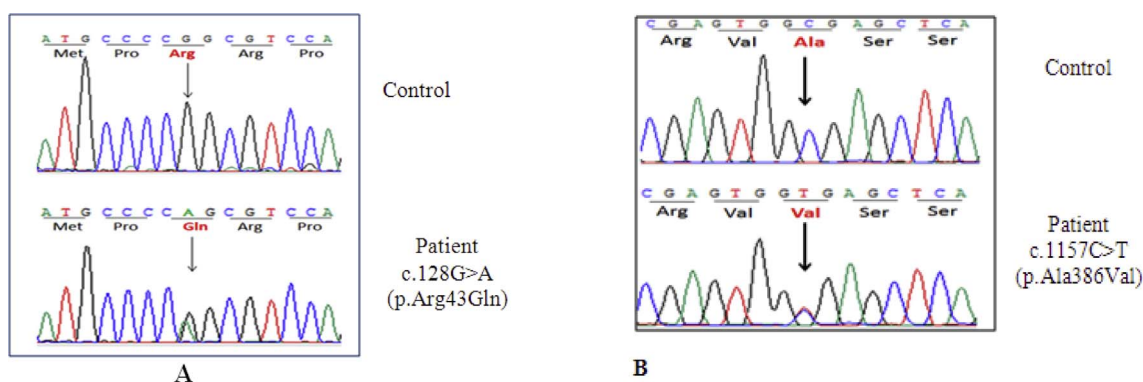 A T G C C C C G G C G T C C A
Met Pro Arg Arg Pro
Control
A T G C C C C A G C G T C C A
Met Pro Gln Arg Pro
Patient
c.128G>A
(p.Arg43Gln)
A
C G A G T G G C G A G C T C A
Arg Val Ala Ser Ser
Control
C G A G T G G T G A G C T C A
Arg Val Val Ser Ser
Patient
c.1157C>T
(p.Ala386Val)
B